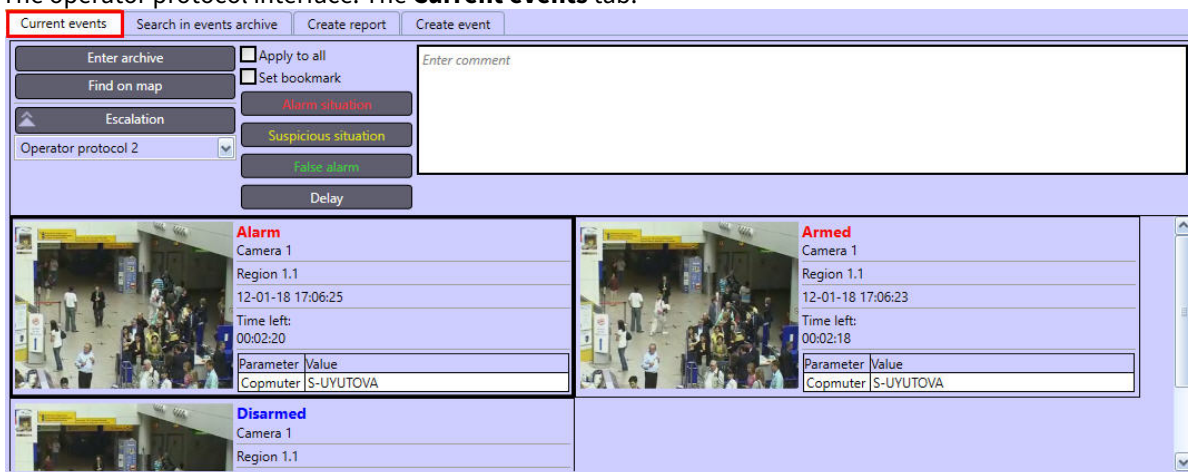 The operator protocol interface. The Current events tab:
Current events Search in events archive Create report Create event
Enter archive
Find on map
Escalation
Operator protocol 2
Apply to all
Set bookmark
Alarm situation
Suspicious situation
False alarm
Delay
Enter comment
Alarm
Camera 1
Region 1.1
12-01-18 17:06:25
Time left:
00:02:20
Parameter Value
Copmuter S-UYUTOVA
Armed
Camera 1
Region 1.1
12-01-18 17:06:23
Time left:
00:02:18
Parameter Value
Copmuter S-UYUTOVA
Disarmed
Camera 1
Region 1.1